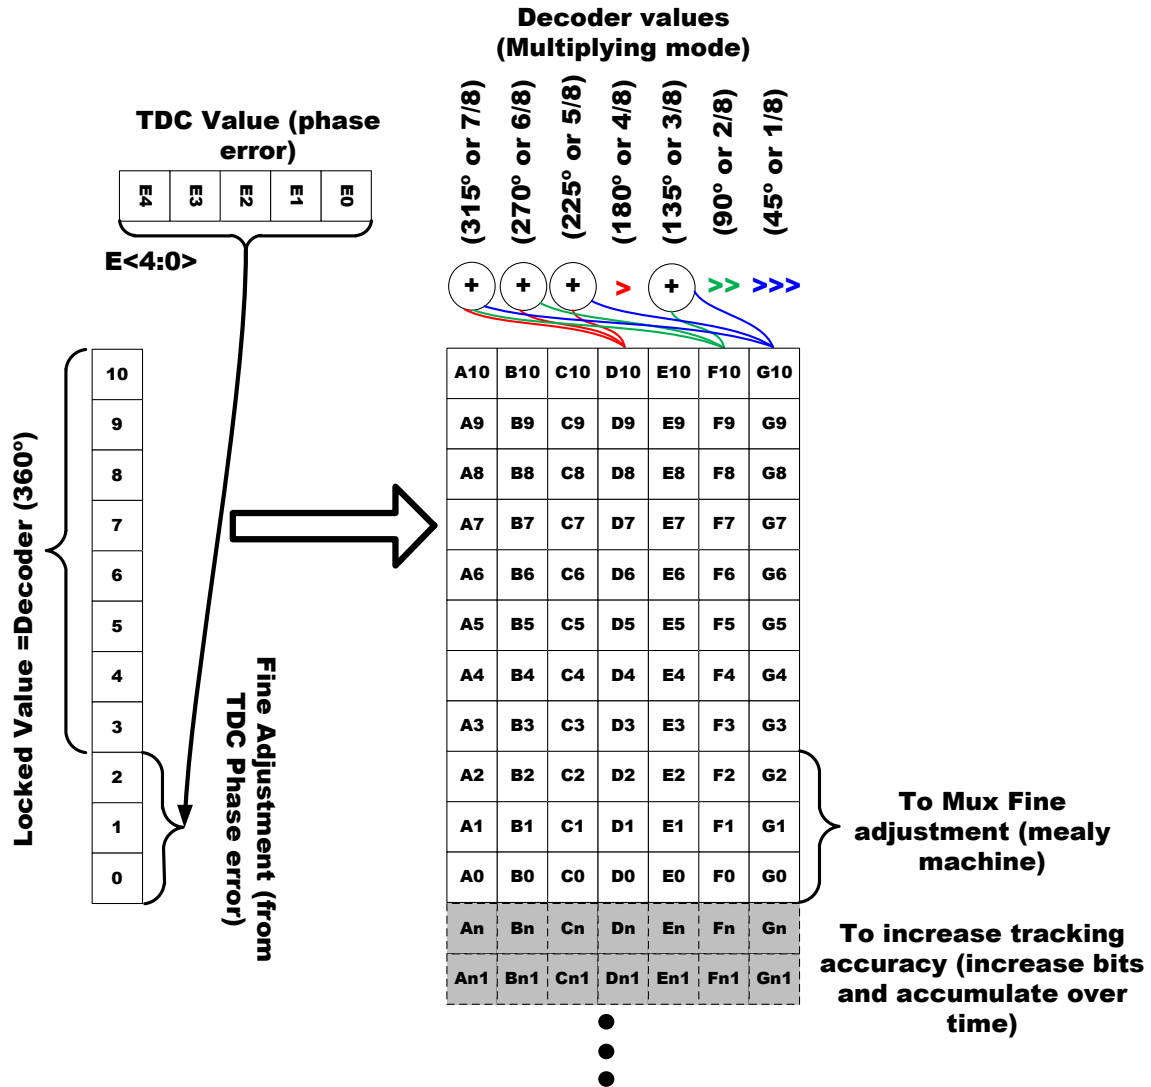 Decoder values
(Multiplying mode)
(315º or 7/8)
(270º or 6/8)
(225º or 5/8)
(180º or 4/8)
(135º or 3/8)
(90º or 2/8)
(45º or 1/8)
TDC Value (phase
error)
E4 E3 E2 E1 E0
E<4:0>
+ + + > + >> >>>
Locked Value =Decoder (360º)
10
9
8
7
6
5
4
3
2
1
0
Fine Adjustment (from
TDC Phase error)
A10 B10 C10 D10 E10 F10 G10
A9 B9 C9 D9 E9 F9 G9
A8 B8 C8 D8 E8 F8 G8
A7 B7 C7 D7 E7 F7 G7
A6 B6 C6 D6 E6 F6 G6
A5 B5 C5 D5 E5 F5 G5
A4 B4 C4 D4 E4 F4 G4
A3 B3 C3 D3 E3 F3 G3
A2 B2 C2 D2 E2 F2 G2
A1 B1 C1 D1 E1 F1 G1
A0 B0 C0 D0 E0 F0 G0
An Bn Cn Dn En Fn Gn
An1 Bn1 Cn1 Dn1 En1 Fn1 Gn1
To Mux Fine
adjustment (mealy
machine)
To increase tracking
accuracy (increase bits
and accumulate over
time)